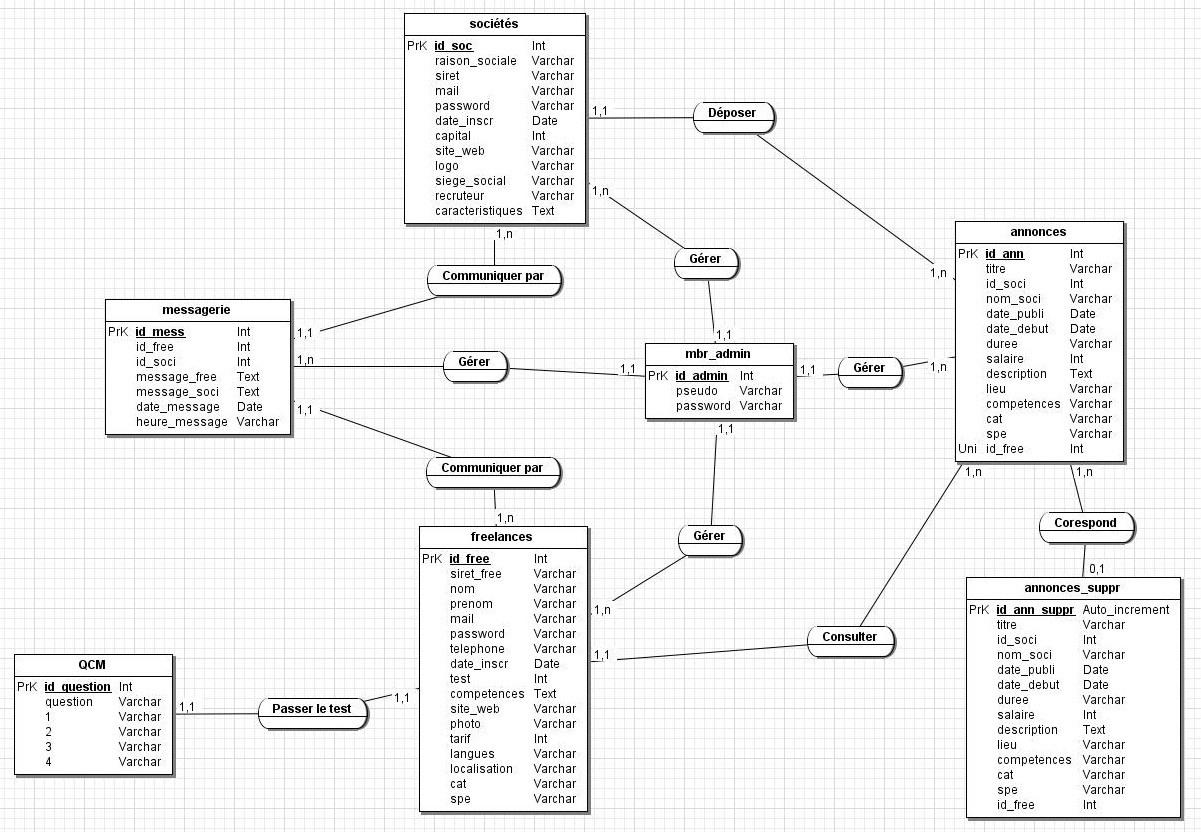 sociétés
PrK id_soc Int
raison_sociale Varchar
siret Varchar
mail Varchar
password Varchar
date_inscr Date
capital Int
site_web Varchar
logo Varchar
siege_social Varchar
recruteur Varchar
caracteristiques Text
1,1
Déposer
1,n
1,n
Gérer
1,1
1,n
Communiquer par
1,1
messagerie
PrK id_mess Int
id_free Int
id_soci Int
message_free Text
message_soci Text
date_message Date
heure_message Varchar
1,n
Gérer
1,1
mbr_admin
PrK id_admin Int
pseudo Varchar
password Varchar
1,1
Gérer
1,n
annonces
PrK id_ann Int
titre Varchar
id_soci Int
nom_soci Varchar
date_publi Date
date_debut Date
duree Varchar
salaire Int
description Text
lieu Varchar
competences Varchar
cat Varchar
spe Varchar
Uni id_free Int
1,1
Communiquer par
1,n
1,1
Gérer
1,n
freelances
PrK id_free Int
siret_free Varchar
nom Varchar
prenom Varchar
mail Varchar
password Varchar
telephone Varchar
date_inscr Date
test Int
competences Text
site_web Varchar
photo Varchar
tarif Int
langues Varchar
localisation Varchar
cat Varchar
spe Varchar
1,n
Consulter
1,1
1,n
Corespond
0,1
annonces_suppr
PrK id_ann_suppr Auto_increment
titre Varchar
id_soci Int
nom_soci Varchar
date_publi Date
date_debut Date
duree Varchar
salaire Int
description Text
lieu Varchar
competences Varchar
cat Varchar
spe Varchar
id_free Int
QCM
PrK id_question Int
question Varchar
1 Varchar
2 Varchar
3 Varchar
4 Varchar
1,1
Passer le test
1,1